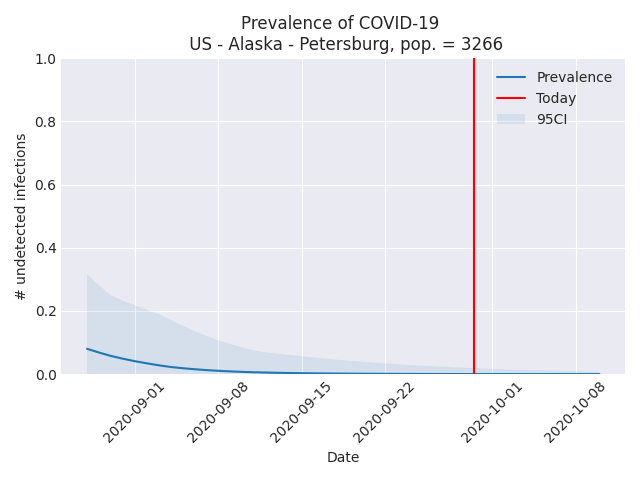 Prevalence of COVID-19
US - Alaska - Petersburg, pop. = 3266
1.0
0.8
0.6
0.4
0.2
0.0
# undetected infections
Prevalence
Today
95CI
2020-09-01
2020-09-08
2020-09-15
2020-09-22
2020-10-01
2020-10-08
Date